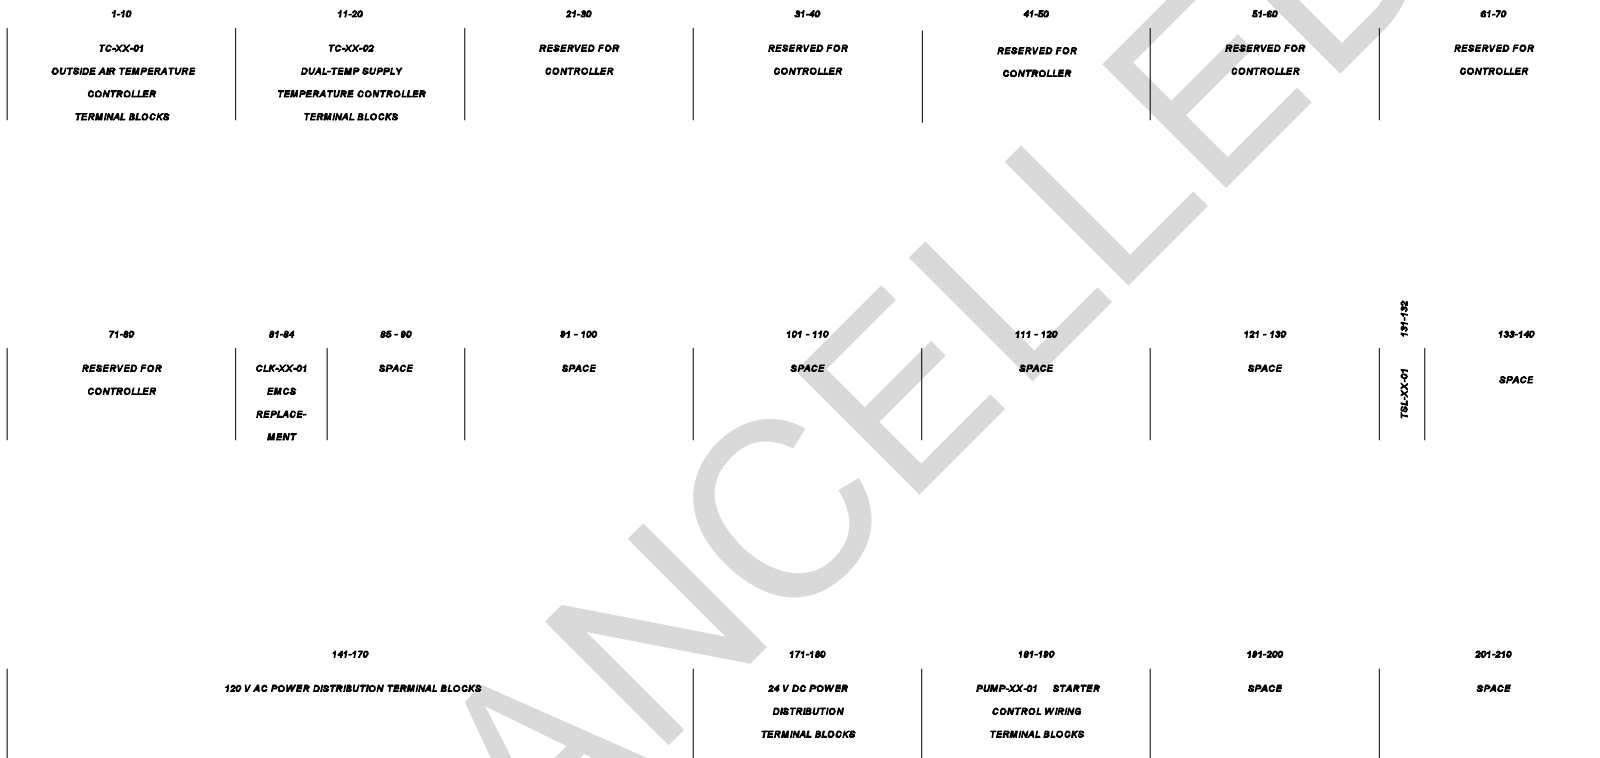 1-10 11-20 21-30 31-40 41-50 51-60 61-70
TC-XX-01
OUTSIDE AIR TEMPERATURE
CONTROLLER
TERMINAL BLOCKS
TC-XX-02
DUAL-TEMP SUPPLY
TEMPERATURE CONTROLLER
TERMINAL BLOCKS
RESERVED FOR
CONTROLLER
RESERVED FOR
CONTROLLER
RESERVED FOR
CONTROLLER
RESERVED FOR
CONTROLLER
RESERVED FOR
CONTROLLER
71-80 81-84 85 - 90 91 - 100 101 - 110 111 - 120 121 - 130 131-132 133-140
RESERVED FOR
CONTROLLER
CLK-XX-01
EMCS
REPLACE-
MENT
SPACE
SPACE
SPACE
SPACE
SPACE
TSL-XX-01
SPACE
141-170 171-180 181-190 191-200 201-210
120 V AC POWER DISTRIBUTION TERMINAL BLOCKS
24 V DC POWER
DISTRIBUTION
TERMINAL BLOCKS
PUMP-XX-01 STARTER
CONTROL WIRING
TERMINAL BLOCKS
SPACE
SPACE
ANCELLED